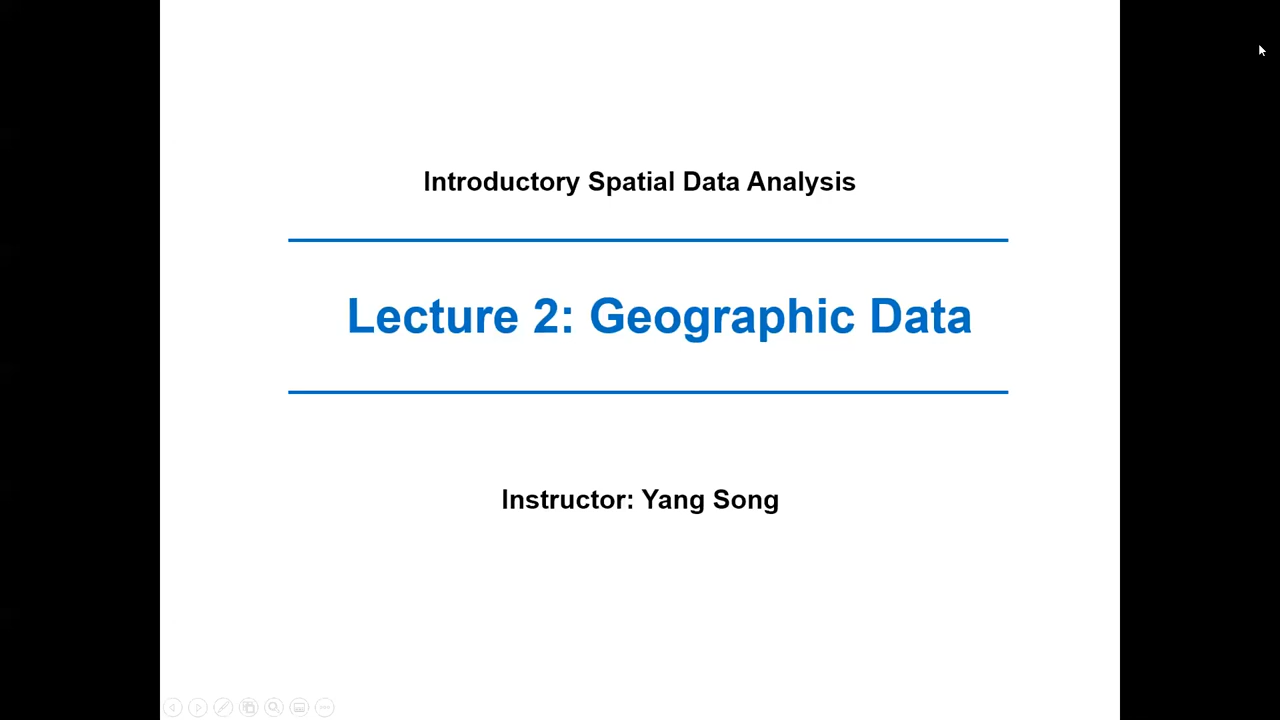 Introductory Spatial Data Analysis
Lecture 2: Geographic Data
Instructor: Yang Song